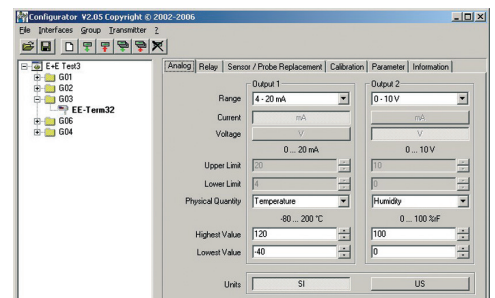 Configurator V2.05 Copyright © 2002-2006
File Interfaces Group Transmitter ?
E+E Test3
G01
G02
G03
EE-Term32
G06
G04
Analog Relay Sensor / Probe Replacement Calibration Parameter Information
Output 1 Output 2
Range 4 - 20 mA 0 - 10 V
Current mA mA
Voltage V V
0 ... 20 mA 0 ... 10 V
Upper Limit 20 10
Lower Limit 4 0
Physical Quantity Temperature Humidity
-80 ... 200 °C 0 ... 100 %rF
Highest Value 120 100
Lowest Value -40 0
Units SI US